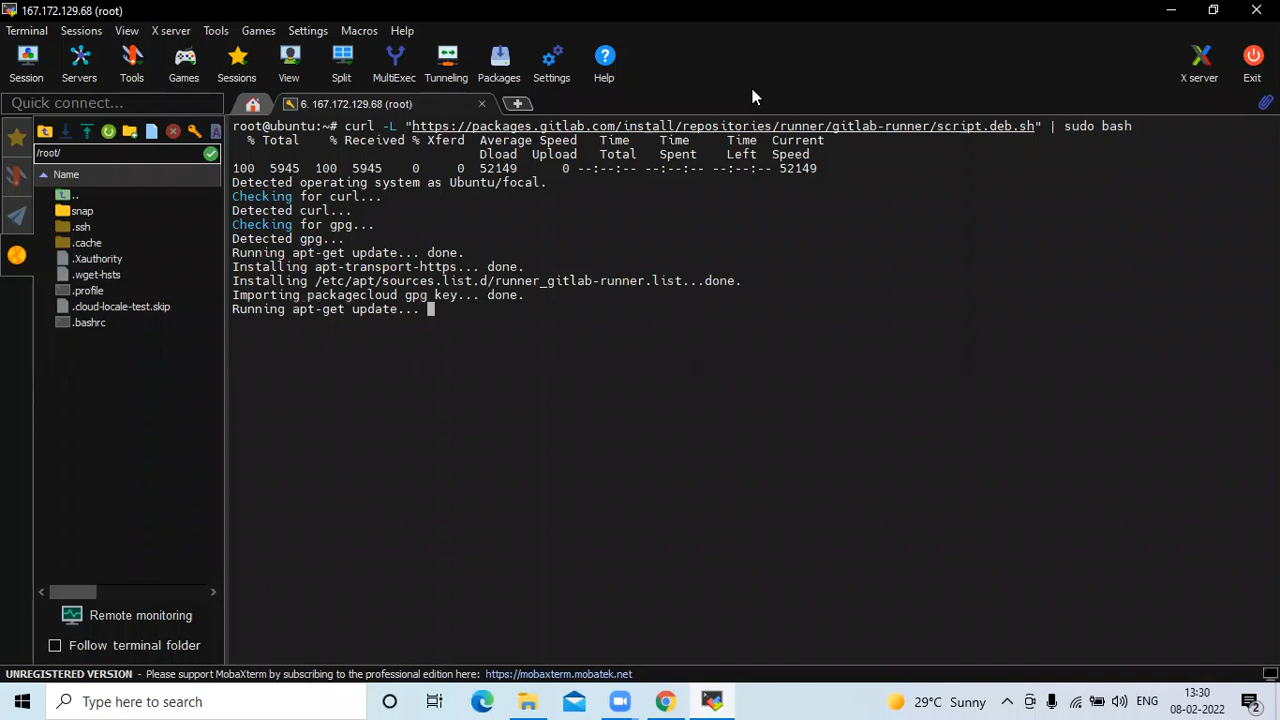 167.172.129.68 (root)
Terminal Sessions View X server Tools Games Settings Macros Help
Session Servers Tools Games Sessions View Split MultiExec Tunneling Packages Settings Help X server Exit
Quick connect...
6. 167.172.129.68 (root)
/root/
Name
..
snap
.ssh
.cache
.Xauthority
.wget-hsts
.profile
.cloud-locale-test.skip
.bashrc
Remote monitoring
Follow terminal folder
root@ubuntu:~# curl -L "https://packages.gitlab.com/install/repositories/runner/gitlab-runner/script.deb.sh" | sudo bash
% Total % Received % Xferd Average Speed Time Time Time Current
Dload Upload Total Spent Left Speed
100 5945 100 5945 0 0 52149 0 --:--:-- --:--:-- --:--:-- 52149
Detected operating system as Ubuntu/focal.
Checking for curl...
Detected curl...
Checking for gpg...
Detected gpg...
Running apt-get update... done.
Installing apt-transport-https... done.
Installing /etc/apt/sources.list.d/runner_gitlab-runner.list...done.
Importing packagecloud gpg key... done.
Running apt-get update...
UNREGISTERED VERSION - Please support MobaXterm by subscribing to the professional edition here: https://mobaxterm.mobatek.net
Type here to search
29°C Sunny
ENG
13:30
08-02-2022
2